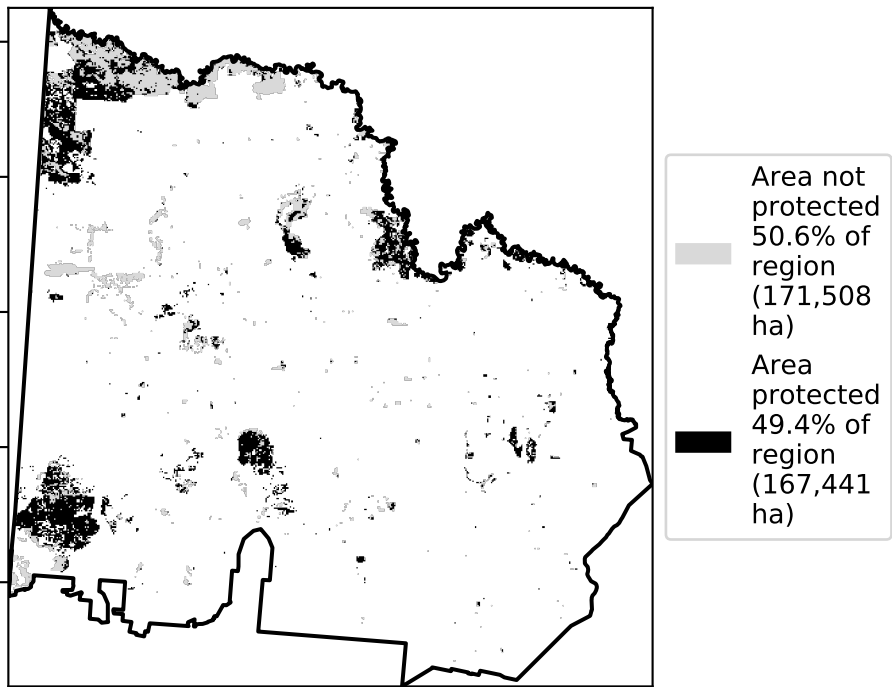 Area not
protected
50.6% of
region
(171,508
ha)
Area
protected
49.4% of
region
(167,441
ha)